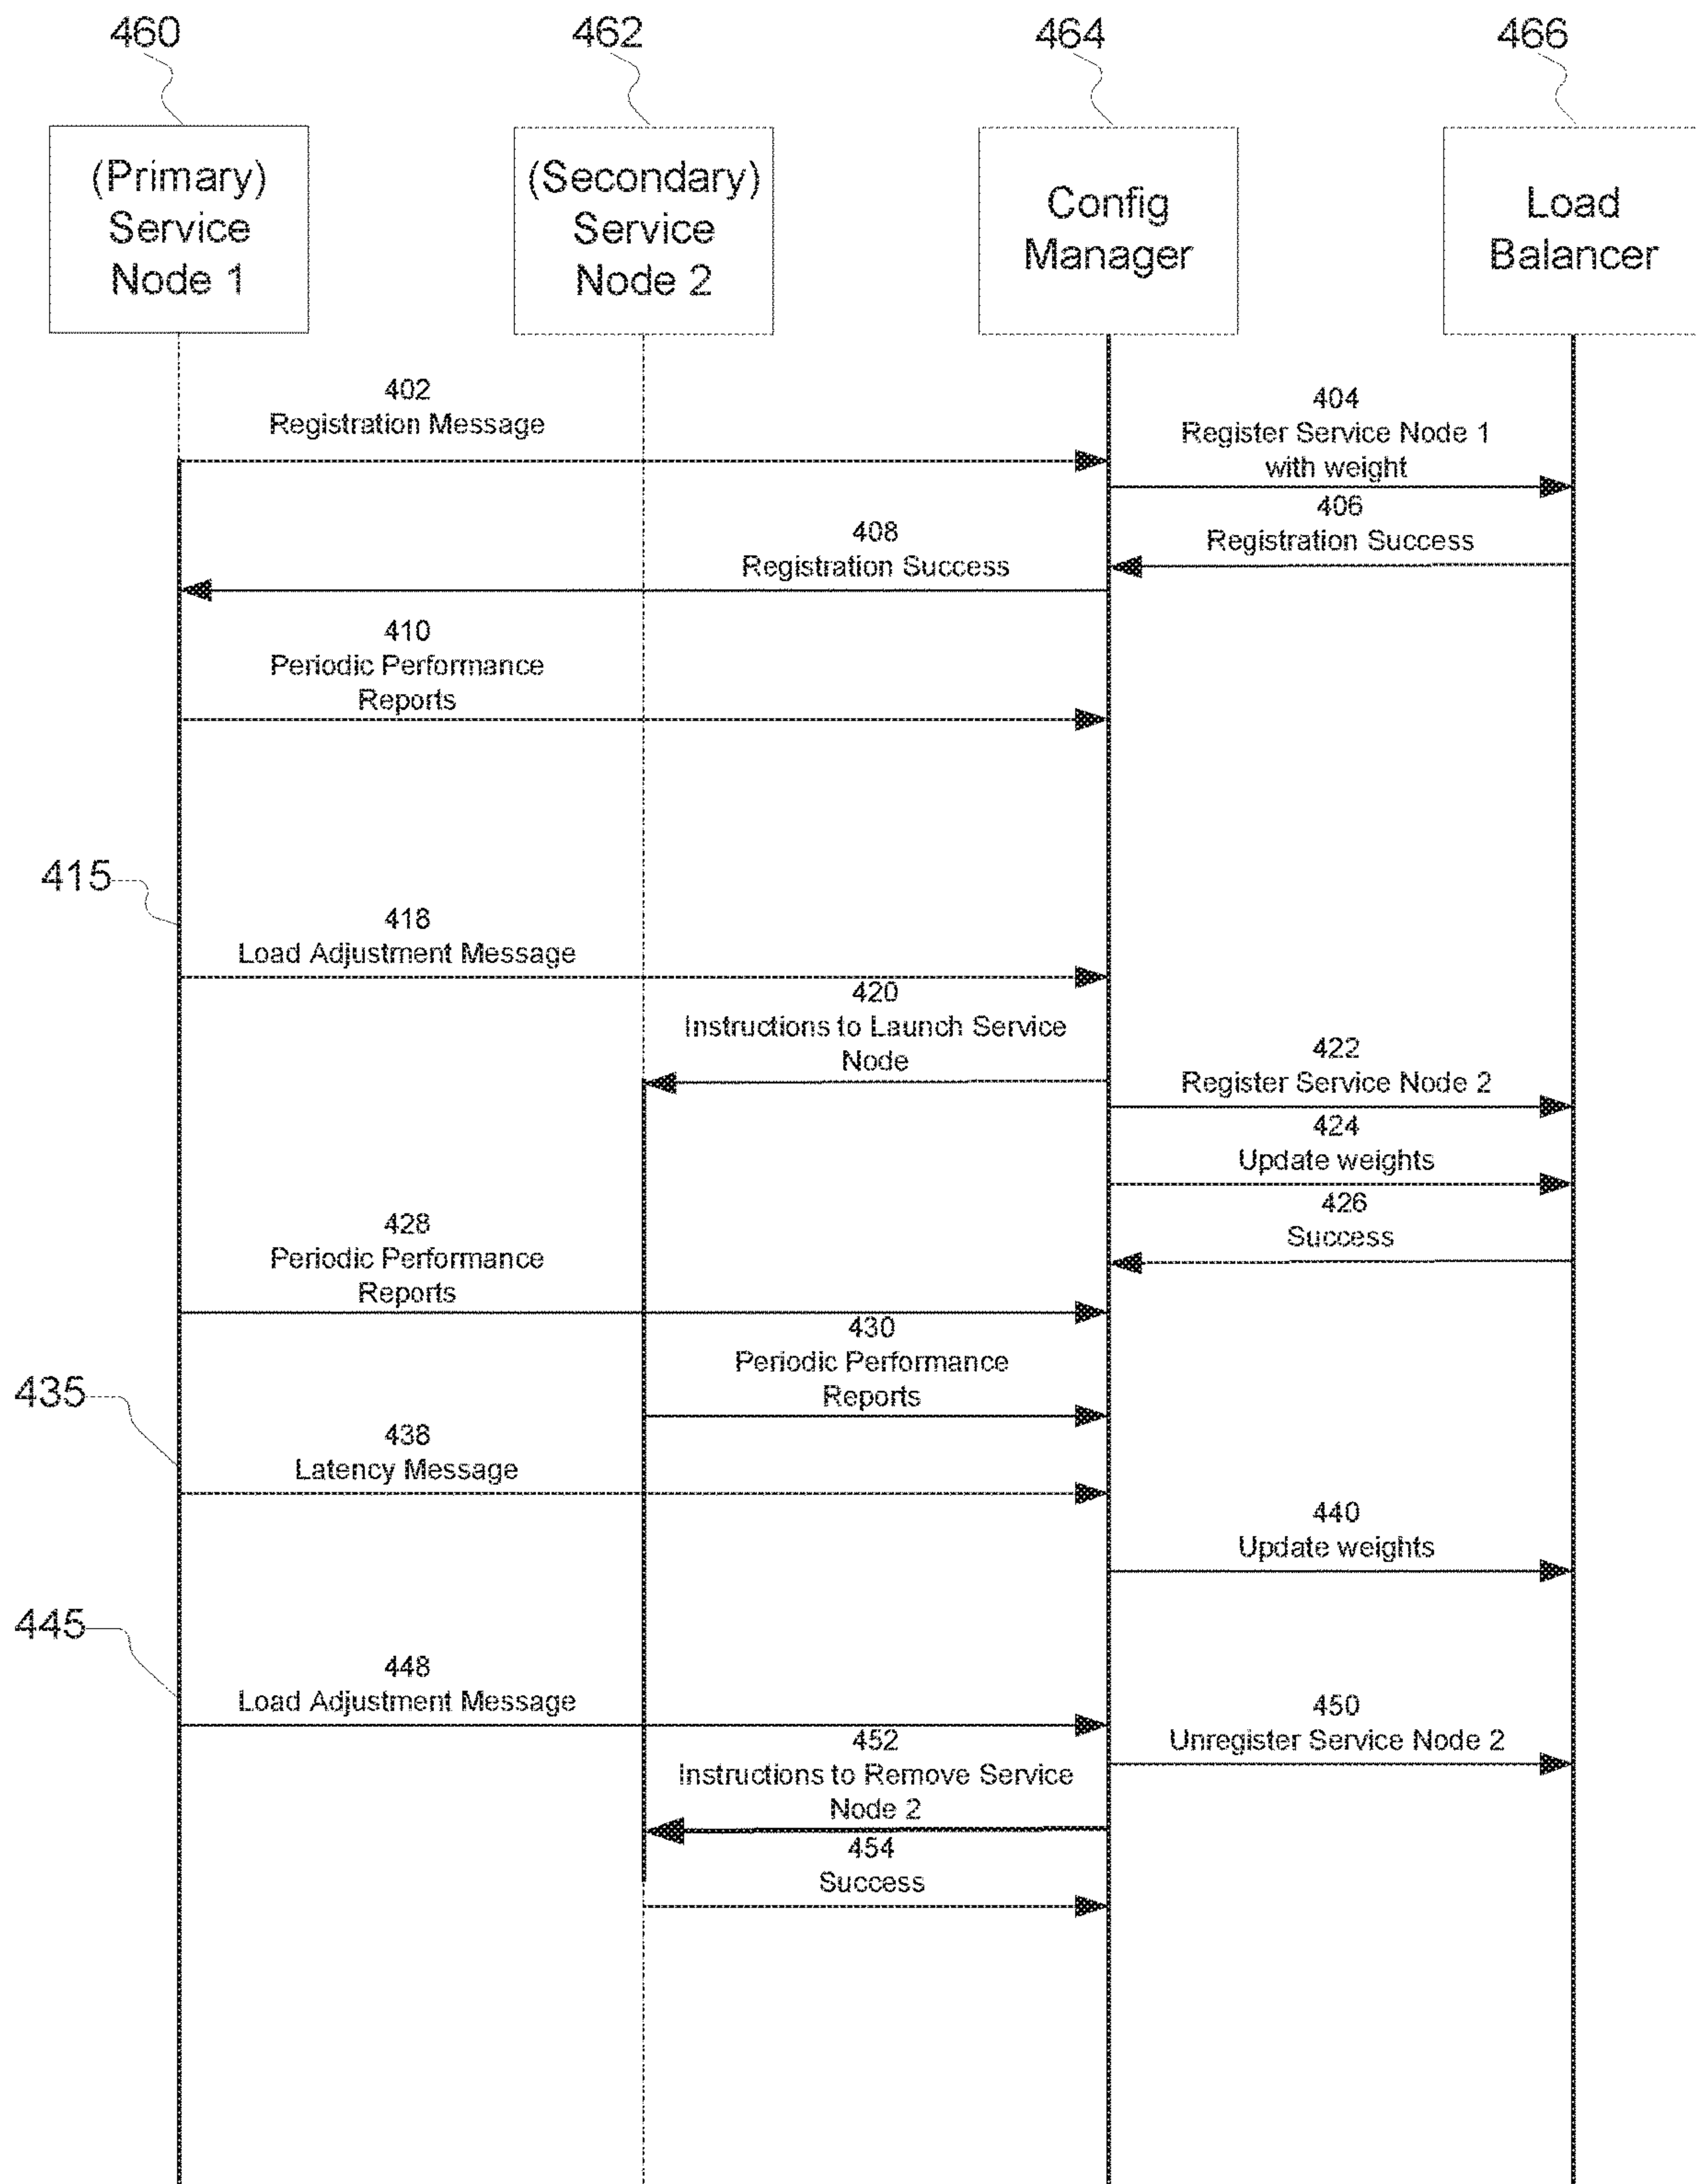 460
462
464
466
(Primary)
Service
Node 1
(Secondary)
Service
Node 2
Config
Manager
Load
Balancer
402
Registration Message
404
Register Service Node 1
with weight
406
Registration Success
408
Registration Success
410
Periodic Performance
Reports
415
418
Load Adjustment Message
420
Instructions to Launch Service
Node
422
Register Service Node 2
424
Update weights
426
Success
428
Periodic Performance
Reports
430
Periodic Performance
Reports
435
438
Latency Message
440
Update weights
445
448
Load Adjustment Message
450
Unregister Service Node 2
452
Instructions to Remove Service
Node 2
454
Success